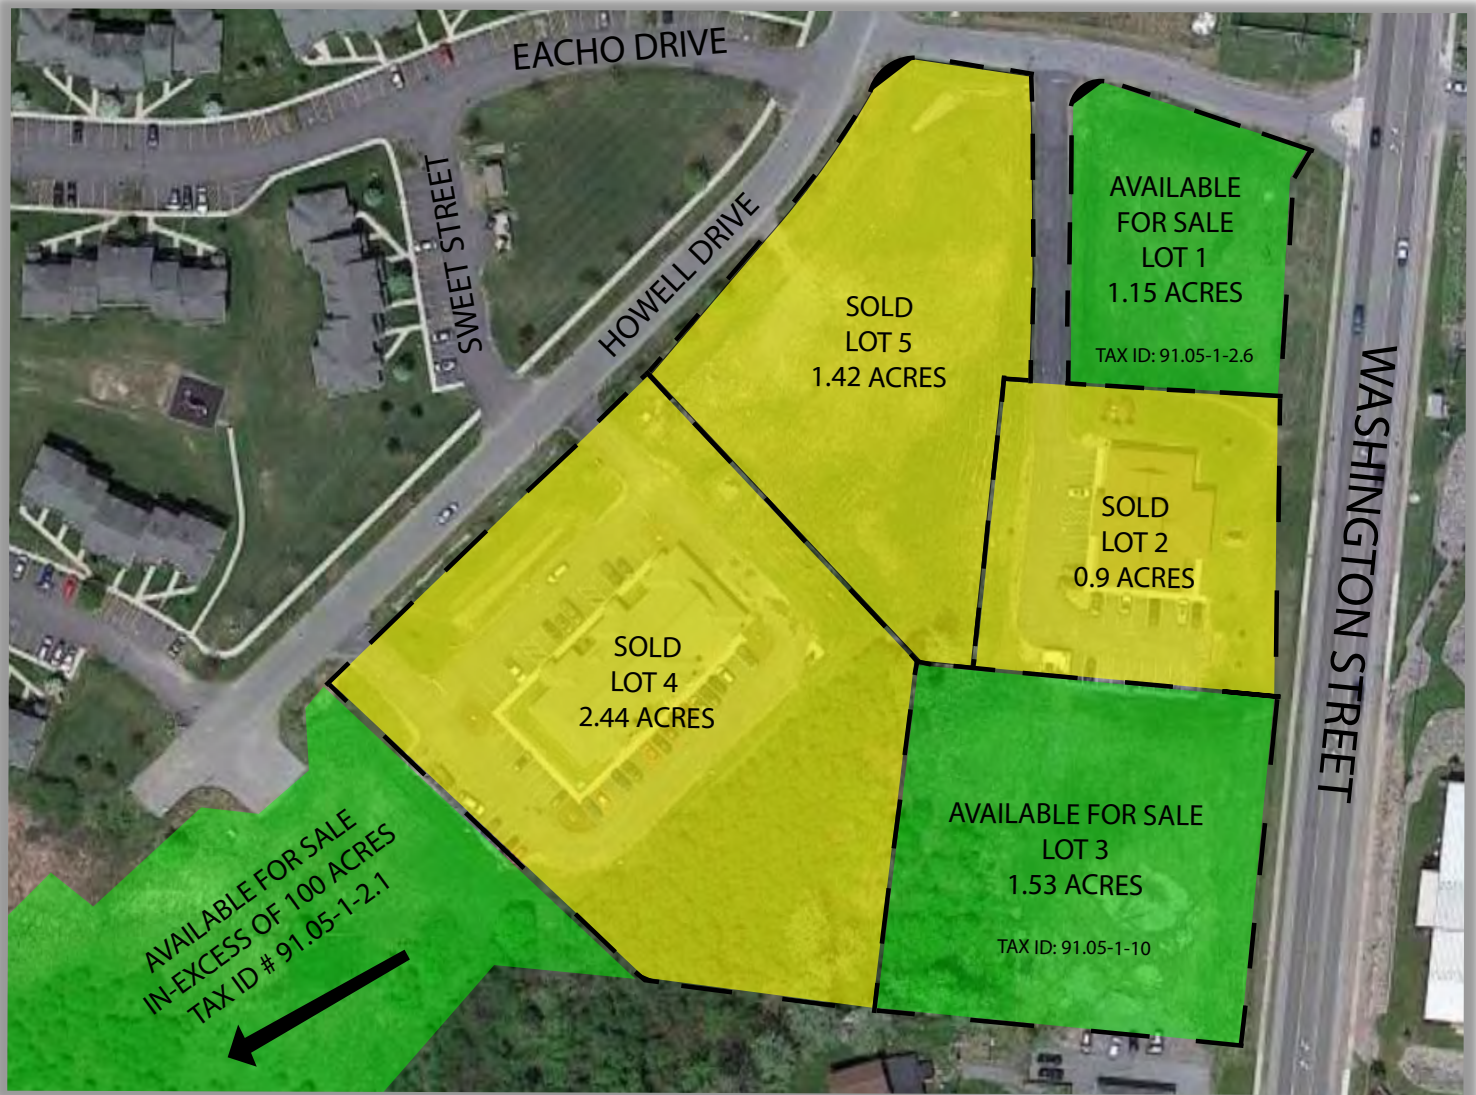 EACHO DRIVE
SWEET STREET
HOWELL DRIVE
AVAILABLE
FOR SALE
LOT 1
1.15 ACRES
TAX ID: 91.05-1-2.6
SOLD
LOT 5
1.42 ACRES
WASHINGTON STREET
SOLD
LOT 2
0.9 ACRES
SOLD
LOT 4
2.44 ACRES
AVAILABLE FOR SALE
LOT 3
1.53 ACRES
TAX ID: 91.05-1-10
AVAILABLE FOR SALE
IN-EXCESS OF 100 ACRES
TAX ID # 91.05-1-2.1